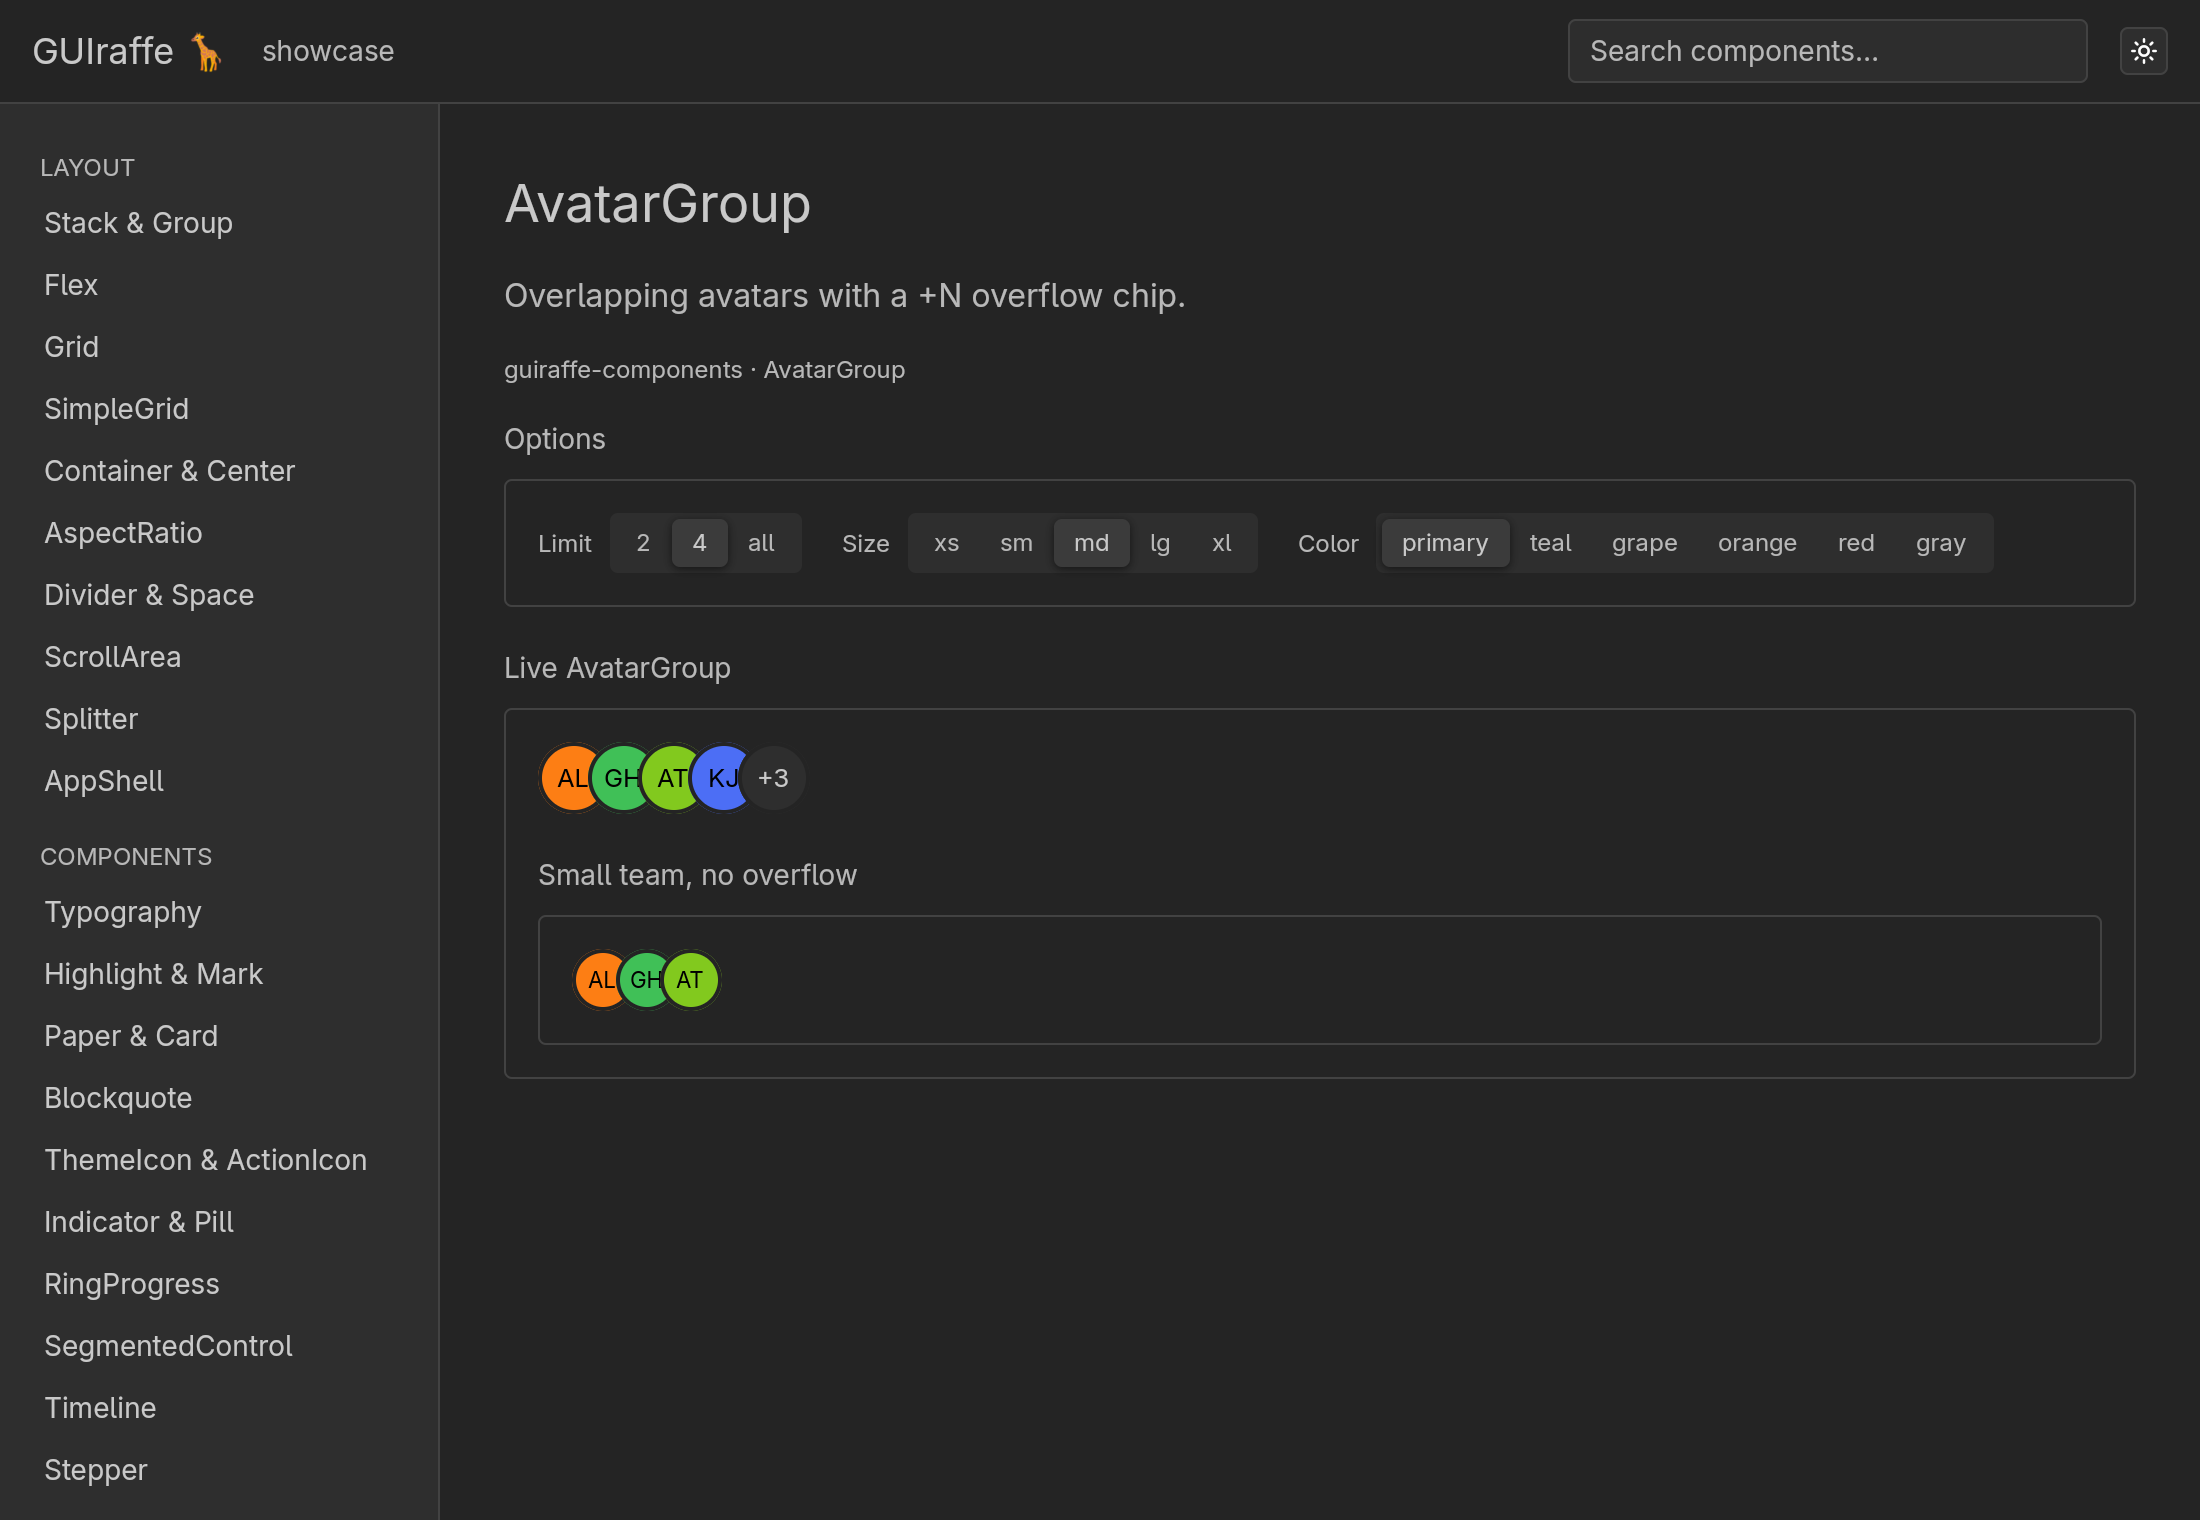 GUIraffe 🦒 showcase
Search components...
LAYOUT
Stack & Group
Flex
Grid
SimpleGrid
Container & Center
AspectRatio
Divider & Space
ScrollArea
Splitter
AppShell
COMPONENTS
Typography
Highlight & Mark
Paper & Card
Blockquote
ThemeIcon & ActionIcon
Indicator & Pill
RingProgress
SegmentedControl
Timeline
Stepper
AvatarGroup
Overlapping avatars with a +N overflow chip.
guiraffe-components · AvatarGroup
Options
Limit 2 4 all Size xs sm md lg xl Color primary teal grape orange red gray
Live AvatarGroup
AL GH AT KJ +3
Small team, no overflow
AL GH AT